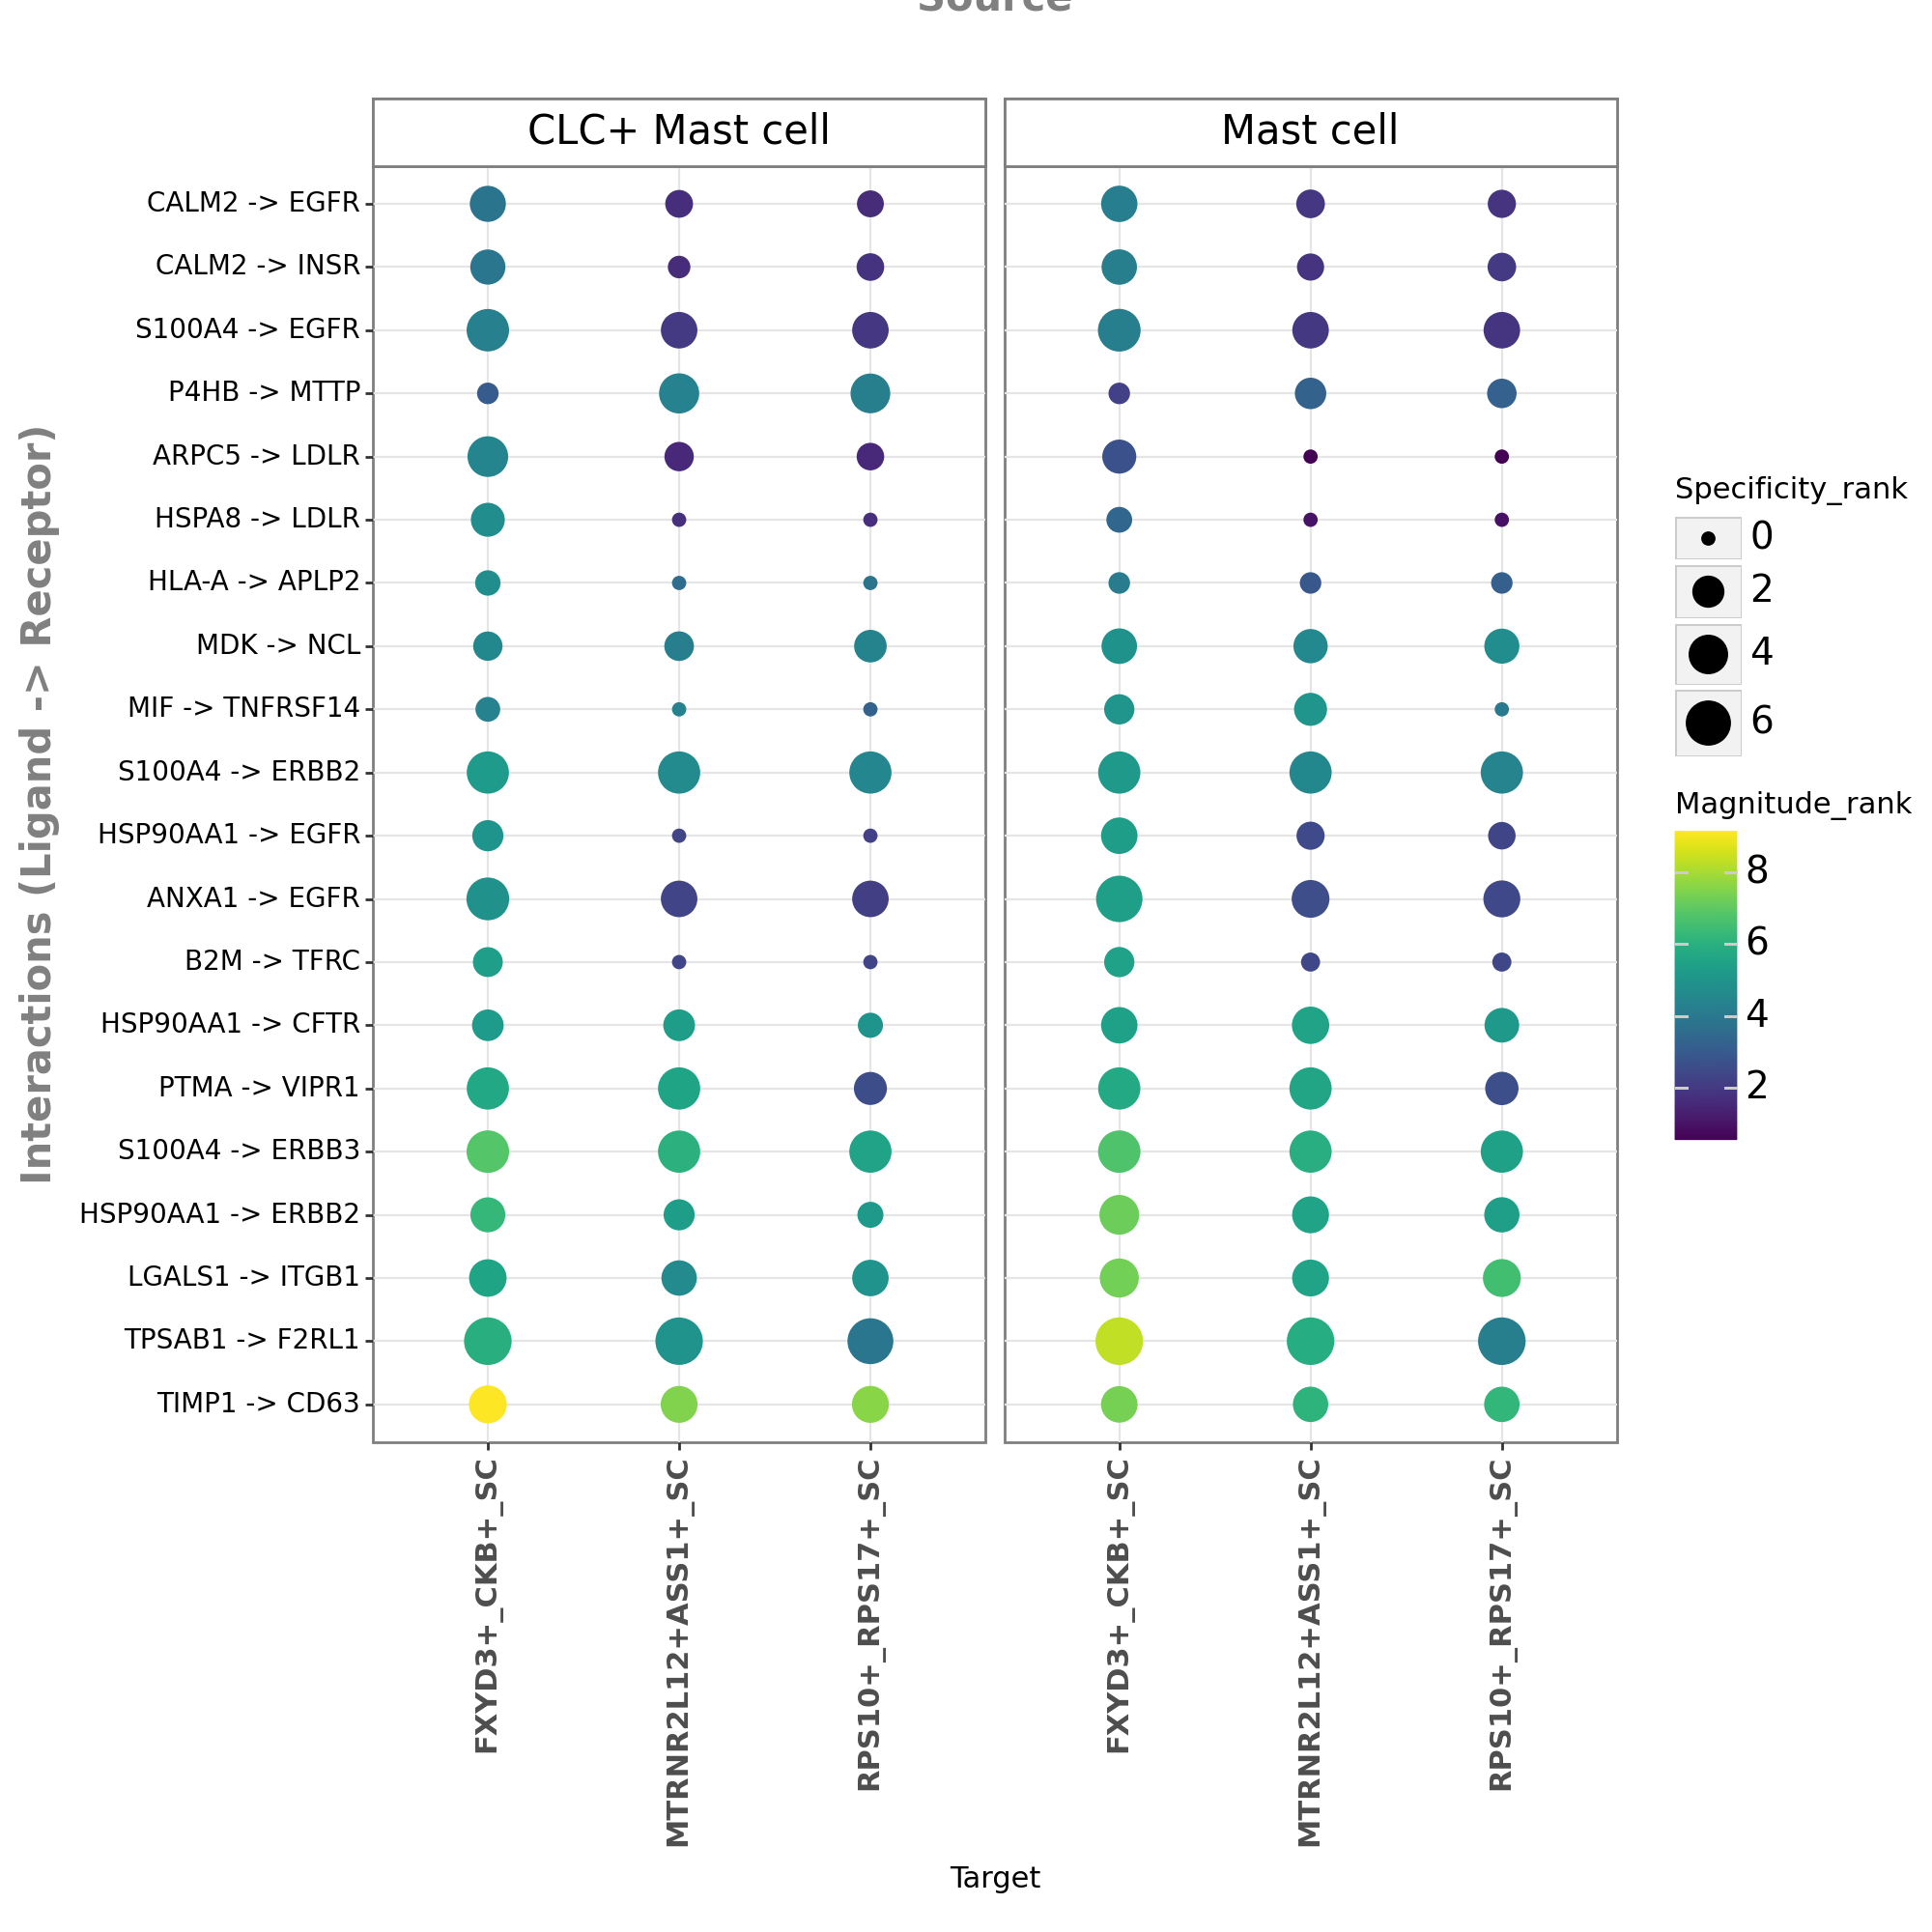 Source
CLC+ Mast cell
Mast cell
CALM2 -> EGFR
CALM2 -> INSR
S100A4 -> EGFR
P4HB -> MTTP
ARPC5 -> LDLR
HSPA8 -> LDLR
HLA-A -> APLP2
MDK -> NCL
MIF -> TNFRSF14
S100A4 -> ERBB2
HSP90AA1 -> EGFR
ANXA1 -> EGFR
B2M -> TFRC
HSP90AA1 -> CFTR
PTMA -> VIPR1
S100A4 -> ERBB3
HSP90AA1 -> ERBB2
LGALS1 -> ITGB1
TPSAB1 -> F2RL1
TIMP1 -> CD63
Interactions (Ligand -> Receptor)
FXYD3+_CKB+_SC
MTRNR2L12+ASS1+_SC
RPS10+_RPS17+_SC
FXYD3+_CKB+_SC
MTRNR2L12+ASS1+_SC
RPS10+_RPS17+_SC
Target
Specificity_rank
0
2
4
6
Magnitude_rank
8
6
4
2